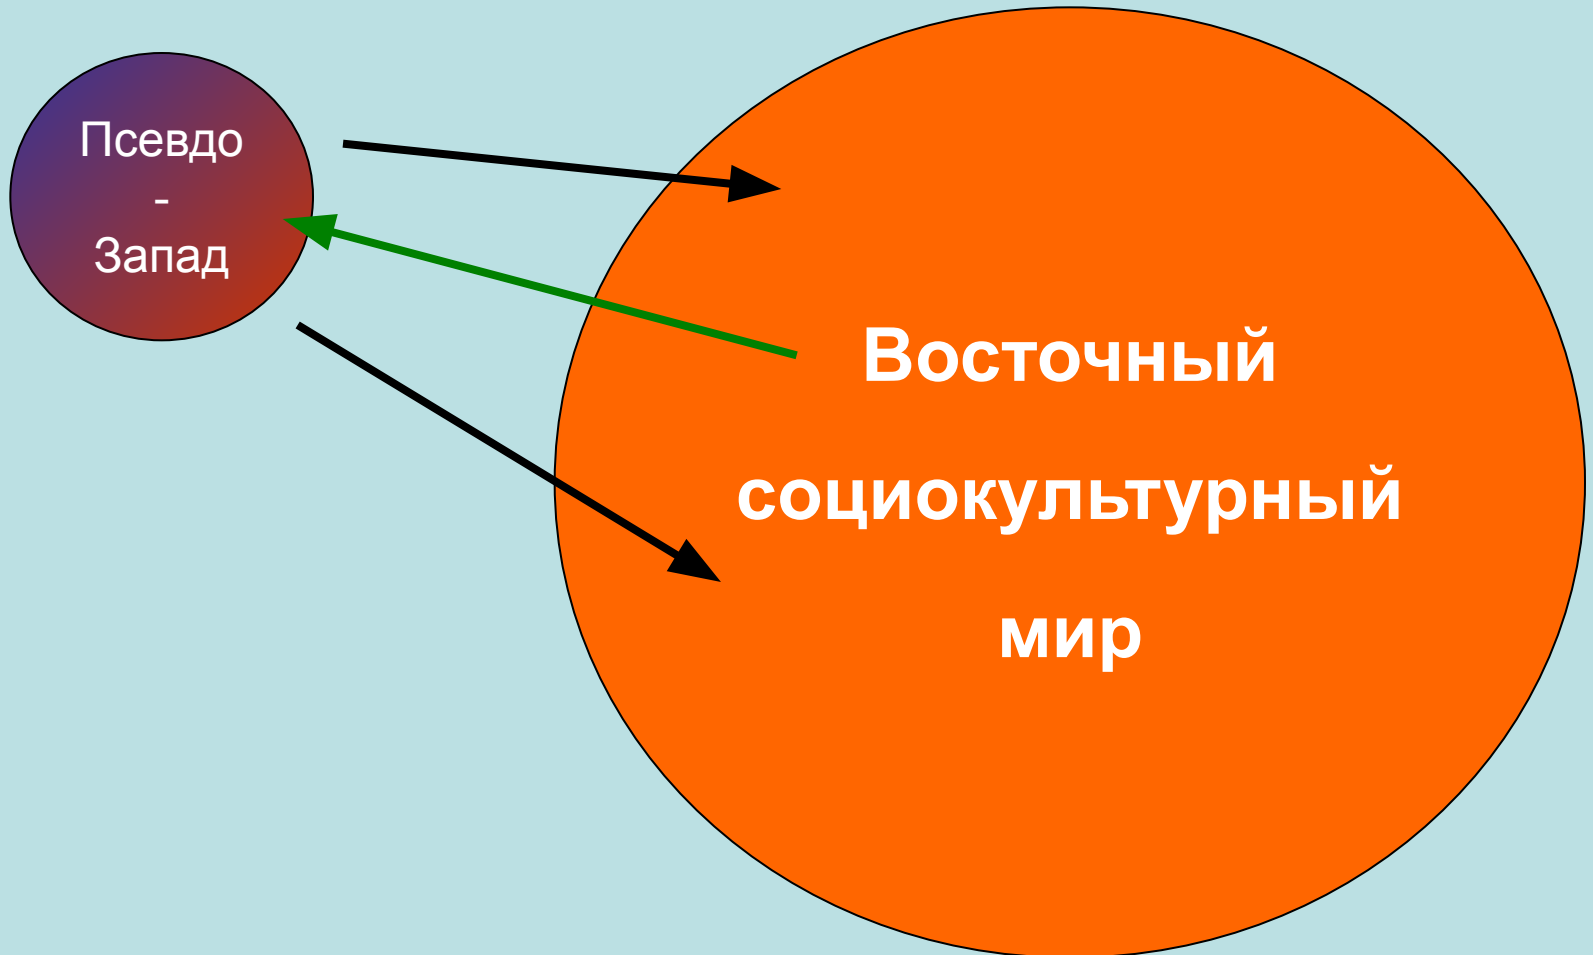 Псевдо
-
Запад
Восточный
социокультурный
мир